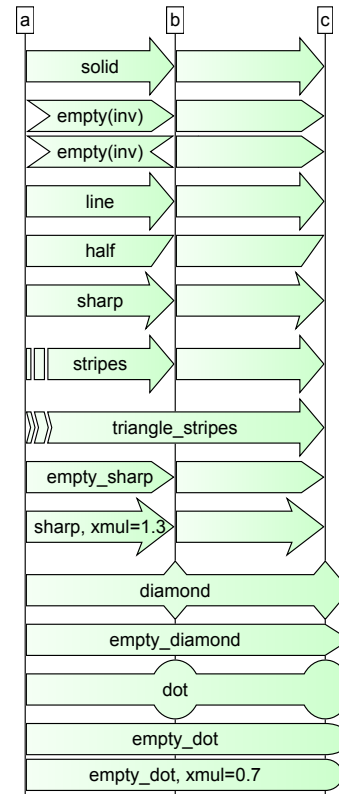 a b c
solid
empty(inv)
empty(inv)
line
half
sharp
stripes
triangle_stripes
empty_sharp
sharp, xmul=1.3
diamond
empty_diamond
dot
empty_dot
empty_dot, xmul=0.7